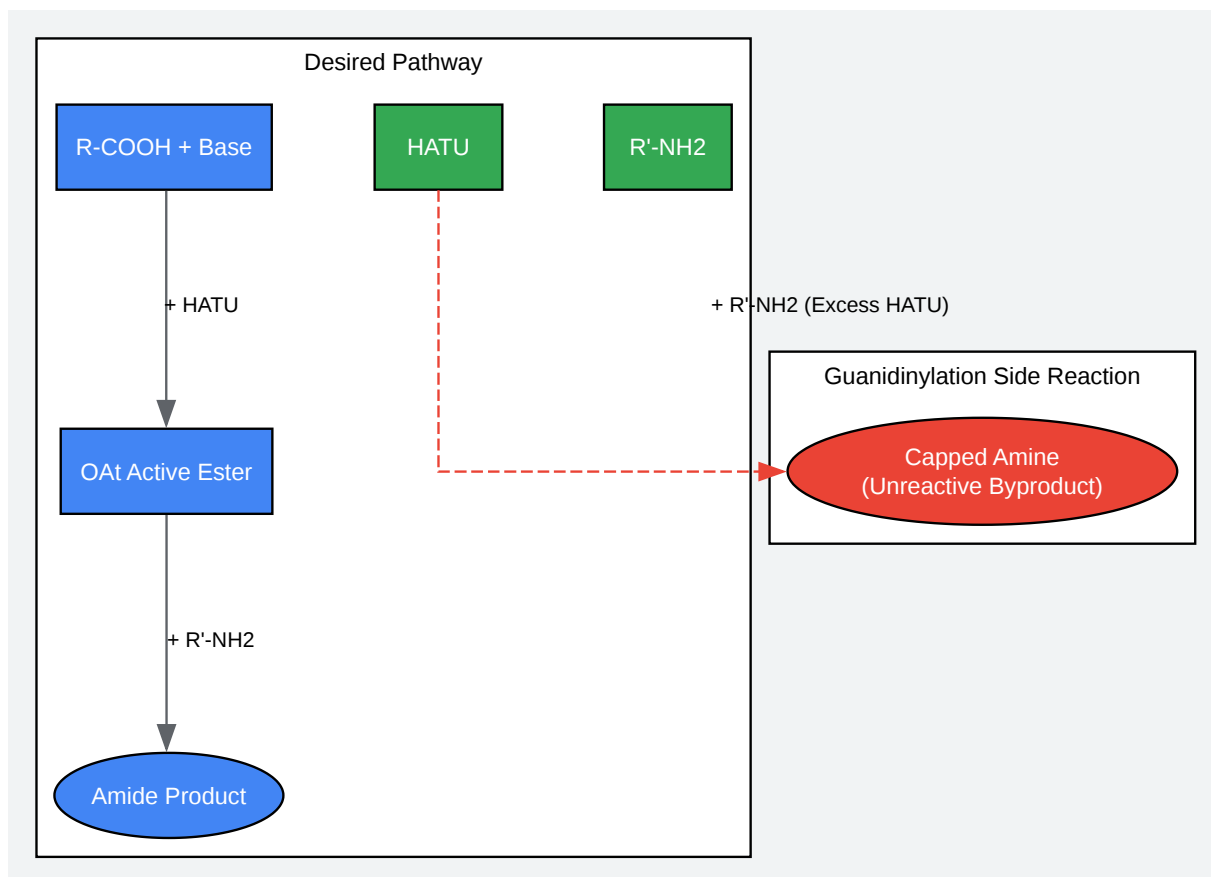 Desired Pathway
R-COOH + Base
HATU
R'-NH2
+ HATU
+ R'-NH2 (Excess HATU)
Guanidinylation Side Reaction
OAt Active Ester
Capped Amine
(Unreactive Byproduct)
+ R'-NH2
Amide Product